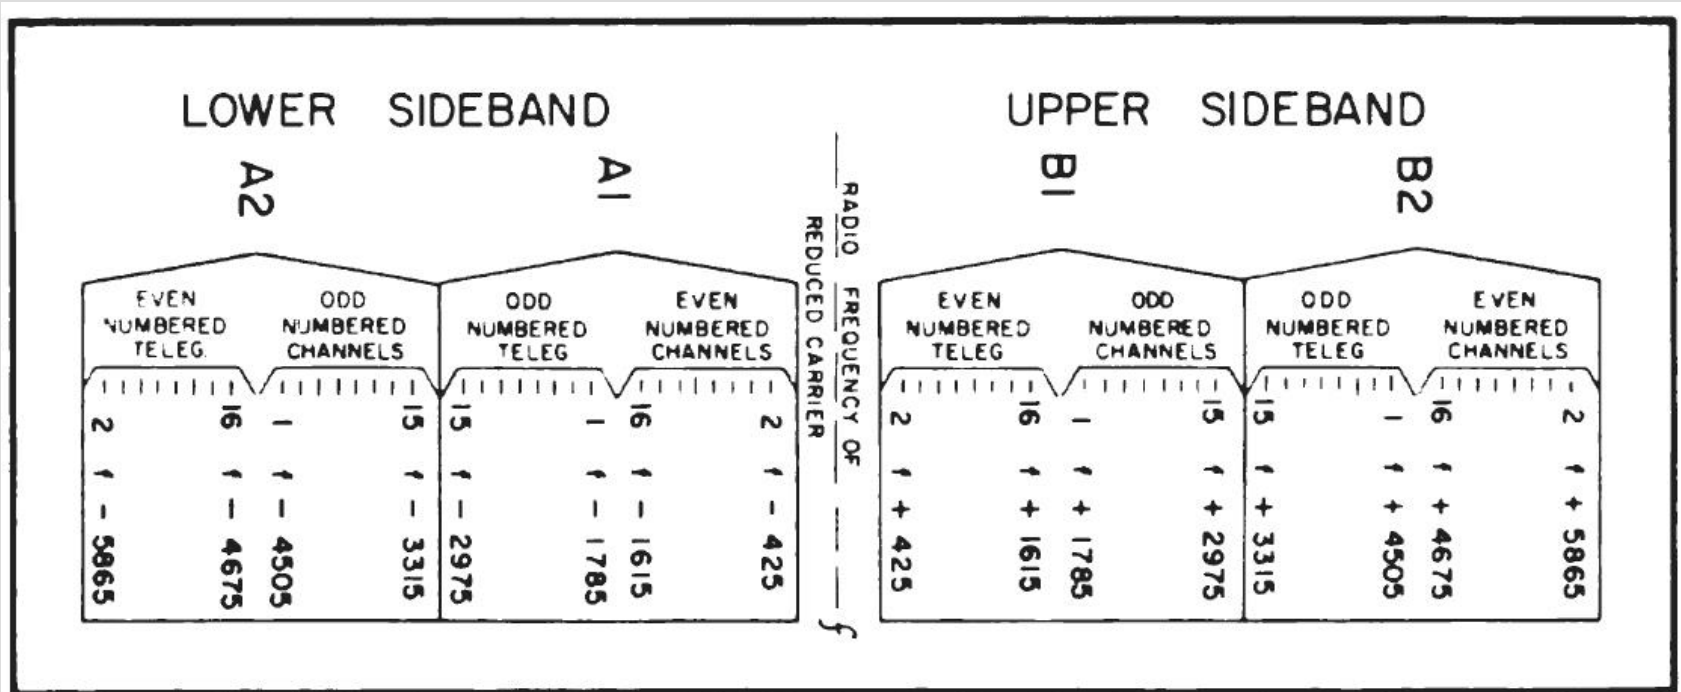 LOWER SIDEBAND
UPPER SIDEBAND
A2
A1
B1
B2
RADIO FREQUENCY OF
REDUCED CARRIER
f
EVEN
NUMBERED
TELEG.
ODD
NUMBERED
CHANNELS
ODD
NUMBERED
TELEG
EVEN
NUMBERED
CHANNELS
EVEN
NUMBERED
TELEG
ODD
NUMBERED
CHANNELS
ODD
NUMBERED
TELEG
EVEN
NUMBERED
CHANNELS
2 f - 5865
16 f - 4675
1 f - 4505
15 f - 3315
15 f - 2975
1 f - 1785
16 f - 1615
2 f - 425
2 f + 425
16 f + 1615
1 f + 1785
15 f + 2975
15 f + 3315
1 f + 4505
16 f + 4675
2 f + 5865